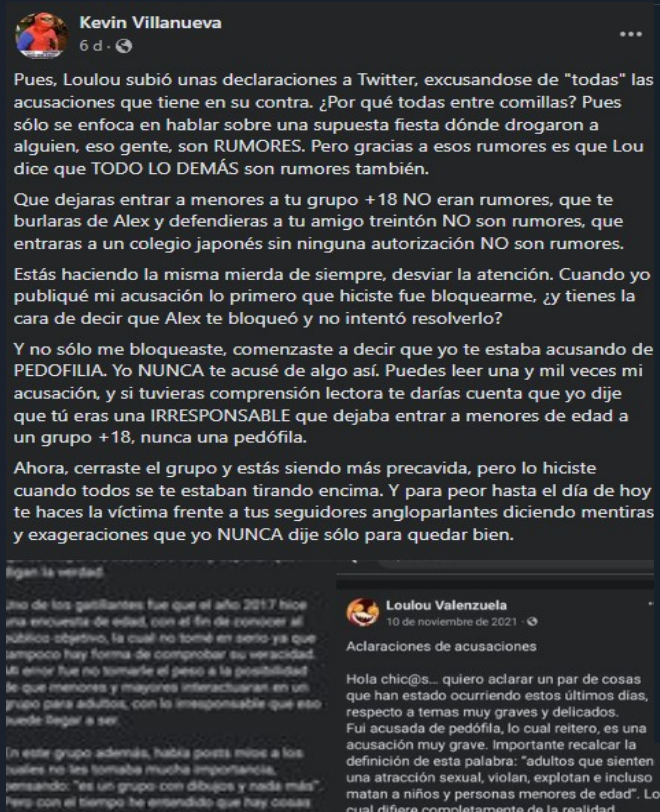 Kevin Villanueva
6 d
Pues, Loulou subió unas declaraciones a Twitter, excusandose de "todas" las
acusaciones que tiene en su contra. ¿Por qué todas entre comillas? Pues
sólo se enfoca en hablar sobre una supuesta fiesta dónde drogaron a
alguien, eso gente, son RUMORES. Pero gracias a esos rumores es que Lou
dice que TODO LO DEMÁS son rumores también.
Que dejaras entrar a menores a tu grupo +18 NO eran rumores, que te
burlaras de Alex y defendieras a tu amigo treintón NO son rumores, que
entraras a un colegio japonés sin ninguna autorización NO son rumores.
Estás haciendo la misma mierda de siempre, desviar la atención. Cuando yo
publiqué mi acusación lo primero que hiciste fue bloquearme, ¿y tienes la
cara de decir que Alex te bloqueó y no intentó resolverlo?
Y no sólo me bloqueaste, comenzaste a decir que yo te estaba acusando de
PEDOFILIA. Yo NUNCA te acusé de algo así. Puedes leer una y mil veces mi
acusación, y si tuvieras comprensión lectora te darías cuenta que yo dije
que tú eras una IRRESPONSABLE que dejaba entrar a menores de edad a
un grupo +18, nunca una pedófila.
Ahora, cerraste el grupo y estás siendo más precavida, pero lo hiciste
cuando todos se te estaban tirando encima. Y para peor hasta el día de hoy
te haces la víctima frente a tus seguidores angloparlantes diciendo mentiras
y exageraciones que yo NUNCA dije sólo para quedar bien.
digan la verdad.
Uno de los gatillantes fue que el año 2017 hice
una encuesta de edad, con el fin de conocer al
público objetivo, la cual no tomé en serio ya que
tampoco hay forma de comprobar su veracidad.
Mi error fue no tomarle el peso a la posibilidad
de que menores y mayores interactuaran en un
grupo para adultos, con lo irresponsable que eso
puede llegar a ser.
En este grupo además, había posts míos a los
cuales no les tomaba mucha importancia,
pensando: "es un grupo con dibujos y nada más".
Pero con el tiempo he entendido que hay cosas
Loulou Valenzuela
10 de noviembre de 2021
Aclaraciones de acusaciones
Hola chic@s... quiero aclarar un par de cosas
que han estado ocurriendo estos últimos días,
respecto a temas muy graves y delicados.
Fui acusada de pedófila, lo cual reitero, es una
acusación muy grave. Importante recalcar la
definición de esta palabra: "adultos que sienten
una atracción sexual, violan, explotan e incluso
matan a niños y personas menores de edad". Lo
cual difiere completamente de la realidad